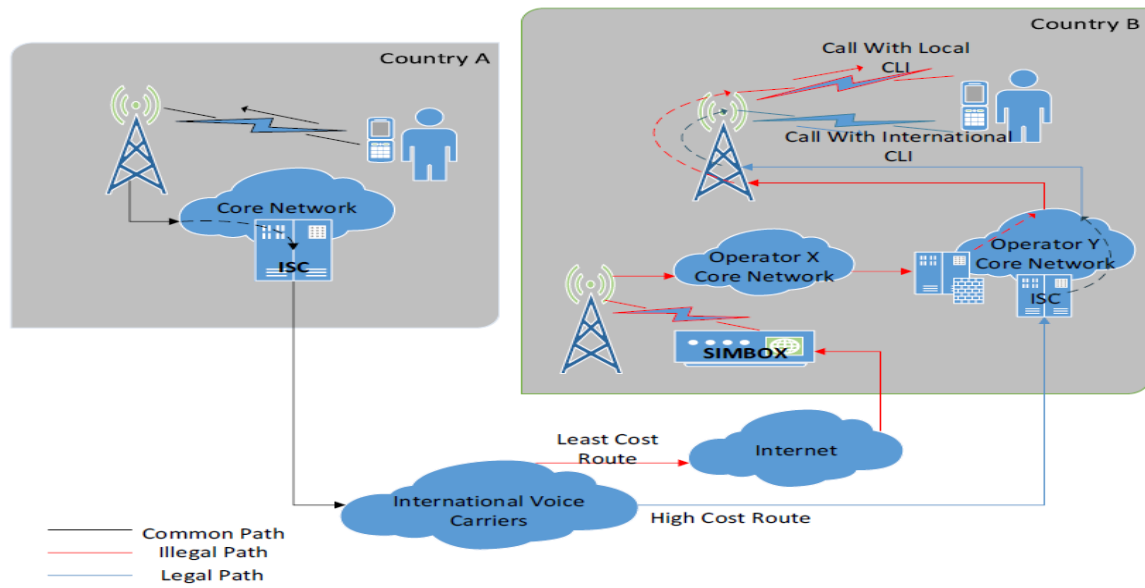 Country A
Core Network
ISC
Country B
Call With Local
CLI
Call With International
CLI
Operator X
Core Network
Operator Y
Core Network
ISC
SIMBOX
Least Cost
Route
Internet
International Voice
Carriers
High Cost Route
Common Path
Illegal Path
Legal Path